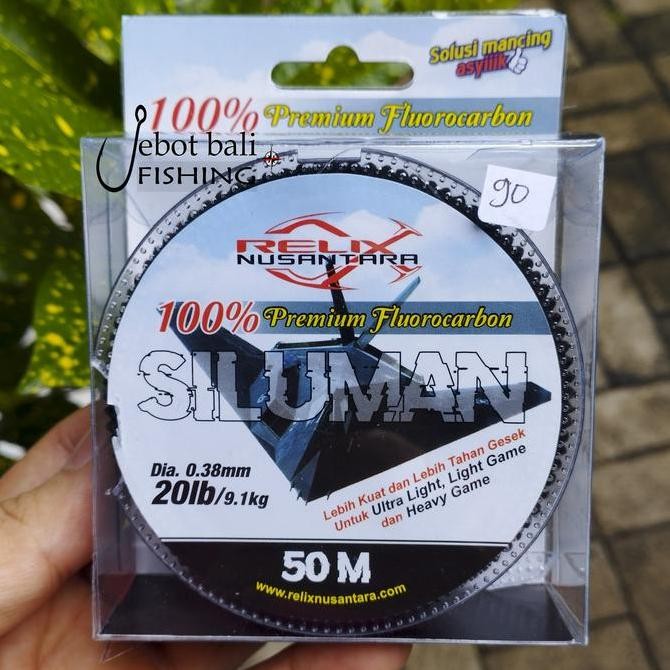 Solusi mancing
asyiiik
100% Premium Fluorocarbon
Jebot bali
FISHING
90
RELIX
NUSANTARA
100% Premium Fluorocarbon
SILUMAN
Dia. 0.38mm
20lb/9.1kg
Lebih Kuat dan Lebih Tahan Gesek
Untuk Ultra Light, Light Game
dan Heavy Game
50 M
www.relixnusantara.com